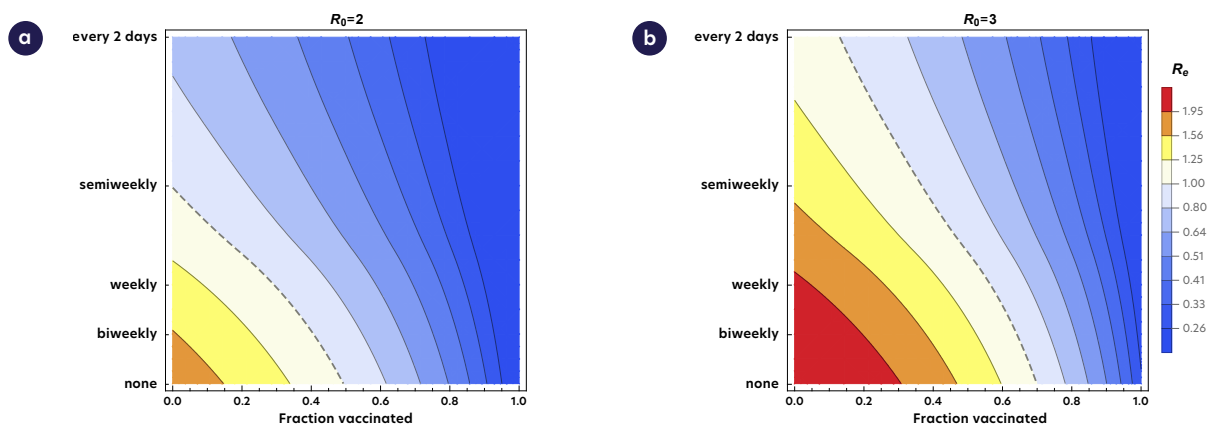 a
R₀=2
every 2 days
semiweekly
weekly
biweekly
none
0.0 0.2 0.4 0.6 0.8 1.0
Fraction vaccinated
b
R₀=3
every 2 days
semiweekly
weekly
biweekly
none
0.0 0.2 0.4 0.6 0.8 1.0
Fraction vaccinated
Rₑ
1.95
1.56
1.25
1.00
0.80
0.64
0.51
0.41
0.33
0.26